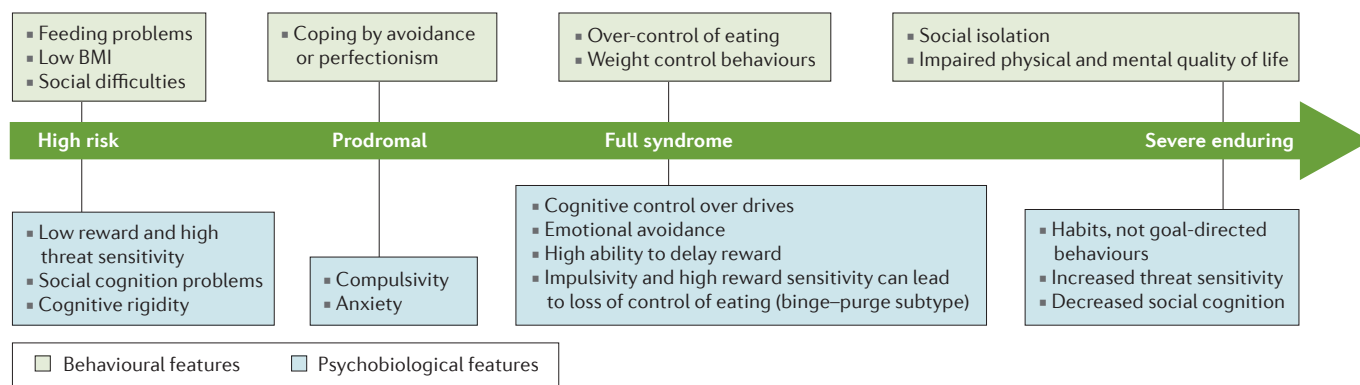 ▪ Feeding problems
▪ Low BMI
▪ Social difficulties
▪ Coping by avoidance
or perfectionism
▪ Over-control of eating
▪ Weight control behaviours
▪ Social isolation
▪ Impaired physical and mental quality of life
High risk
Prodromal
Full syndrome
Severe enduring
▪ Low reward and high
threat sensitivity
▪ Social cognition problems
▪ Cognitive rigidity
▪ Compulsivity
▪ Anxiety
▪ Cognitive control over drives
▪ Emotional avoidance
▪ High ability to delay reward
▪ Impulsivity and high reward sensitivity can lead
to loss of control of eating (binge–purge subtype)
▪ Habits, not goal-directed
behaviours
▪ Increased threat sensitivity
▪ Decreased social cognition
Behavioural features
Psychobiological features